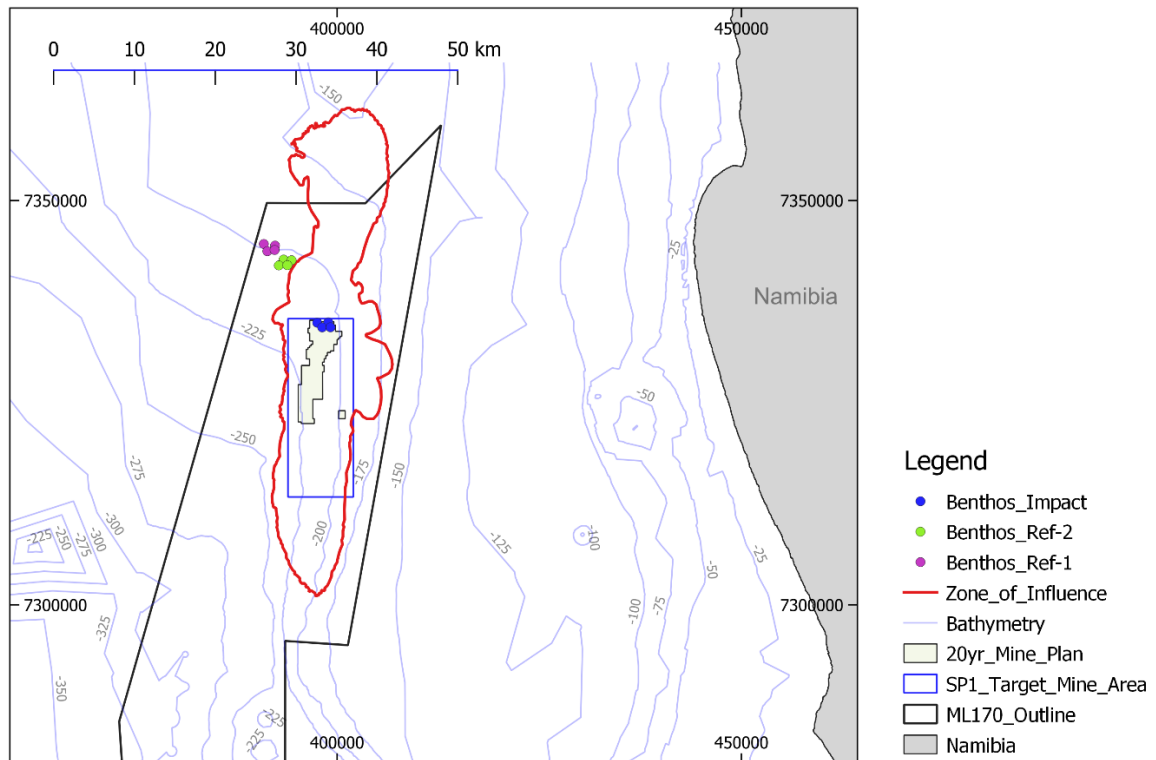 400000
450000
0 10 20 30 40 50 km
-150
7350000
7350000
-25
Namibia
-225
-50
-250
-275
-175
-150
-300
-200
-225
-250
-275
-300
-125
-100
-25
-50
7300000
7300000
-325
-100
-75
-350
-225
-225
400000
450000
Legend
Benthos_Impact
Benthos_Ref-2
Benthos_Ref-1
Zone_of_Influence
Bathymetry
20yr_Mine_Plan
SP1_Target_Mine_Area
ML170_Outline
Namibia